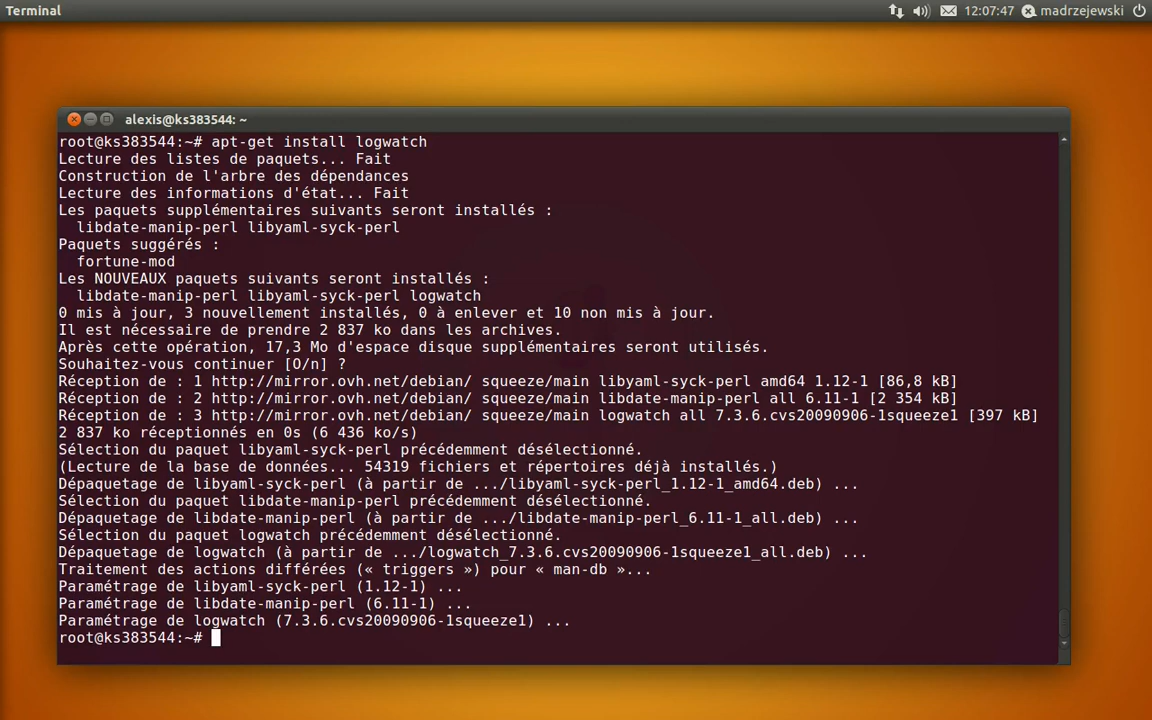 Terminal
12:07:47 madrzejewski
alexis@ks383544: ~
root@ks383544:~# apt-get install logwatch
Lecture des listes de paquets... Fait
Construction de l'arbre des dépendances
Lecture des informations d'état... Fait
Les paquets supplémentaires suivants seront installés :
  libdate-manip-perl libyaml-syck-perl
Paquets suggérés :
  fortune-mod
Les NOUVEAUX paquets suivants seront installés :
  libdate-manip-perl libyaml-syck-perl logwatch
0 mis à jour, 3 nouvellement installés, 0 à enlever et 10 non mis à jour.
Il est nécessaire de prendre 2 837 ko dans les archives.
Après cette opération, 17,3 Mo d'espace disque supplémentaires seront utilisés.
Souhaitez-vous continuer [O/n] ?
Réception de : 1 http://mirror.ovh.net/debian/ squeeze/main libyaml-syck-perl amd64 1.12-1 [86,8 kB]
Réception de : 2 http://mirror.ovh.net/debian/ squeeze/main libdate-manip-perl all 6.11-1 [2 354 kB]
Réception de : 3 http://mirror.ovh.net/debian/ squeeze/main logwatch all 7.3.6.cvs20090906-1squeeze1 [397 kB]
2 837 ko réceptionnés en 0s (6 436 ko/s)
Sélection du paquet libyaml-syck-perl précédemment désélectionné.
(Lecture de la base de données... 54319 fichiers et répertoires déjà installés.)
Dépaquetage de libyaml-syck-perl (à partir de .../libyaml-syck-perl_1.12-1_amd64.deb) ...
Sélection du paquet libdate-manip-perl précédemment désélectionné.
Dépaquetage de libdate-manip-perl (à partir de .../libdate-manip-perl_6.11-1_all.deb) ...
Sélection du paquet logwatch précédemment désélectionné.
Dépaquetage de logwatch (à partir de .../logwatch_7.3.6.cvs20090906-1squeeze1_all.deb) ...
Traitement des actions différées (« triggers ») pour « man-db »...
Paramétrage de libyaml-syck-perl (1.12-1) ...
Paramétrage de libdate-manip-perl (6.11-1) ...
Paramétrage de logwatch (7.3.6.cvs20090906-1squeeze1) ...
root@ks383544:~#